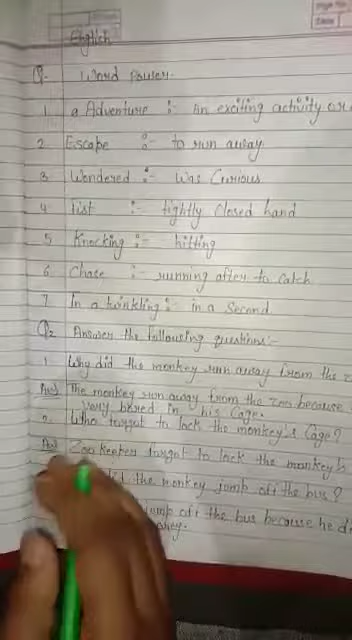 English
Q. Word Power.
1. a Adventure :- An exciting activity or
2. Escape :- to run away
3 Wondered :- Was Curious
4 Fist :- tightly closed hand
5 Knocking :- hitting
6. Chase :- running after to catch
7. In a twinkling :- in a Second
Q2 Answer the following questions:-
1. Why did the monkey run away from the
Ans) The monkey run away from the zoo because
very bored in his Cage.
2. Who forgot to lock the monkey's Cage?
Ans) Zoo keeper forgot to lock the monkey's
the monkey jump off the bus?
jump off the bus because he